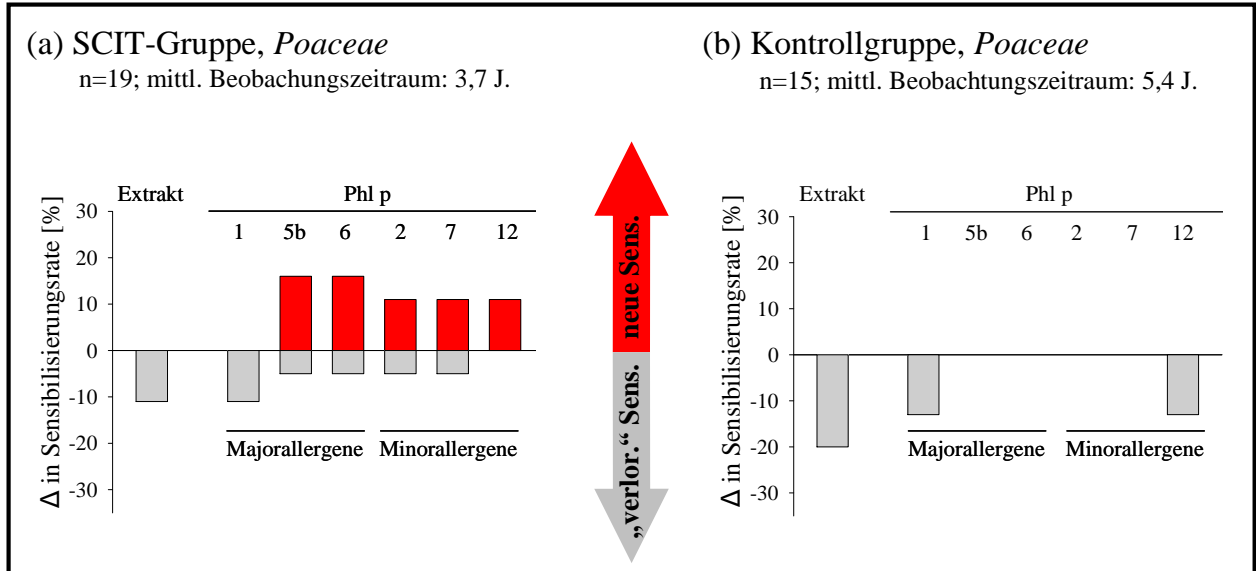 (a) SCIT-Gruppe, Poaceae
n=19; mittl. Beobachungszeitraum: 3,7 J.
Extrakt Phl p
1 5b 6 2 7 12
Δ in Sensibilisierungsrate [%]
30
20
10
0
-10
-20
-30
Majorallergene Minorallergene
neue Sens.
„verlor.“ Sens.
(b) Kontrollgruppe, Poaceae
n=15; mittl. Beobachtungszeitraum: 5,4 J.
Extrakt Phl p
1 5b 6 2 7 12
Δ in Sensibilisierungsrate [%]
30
20
10
0
-10
-20
-30
Majorallergene Minorallergene